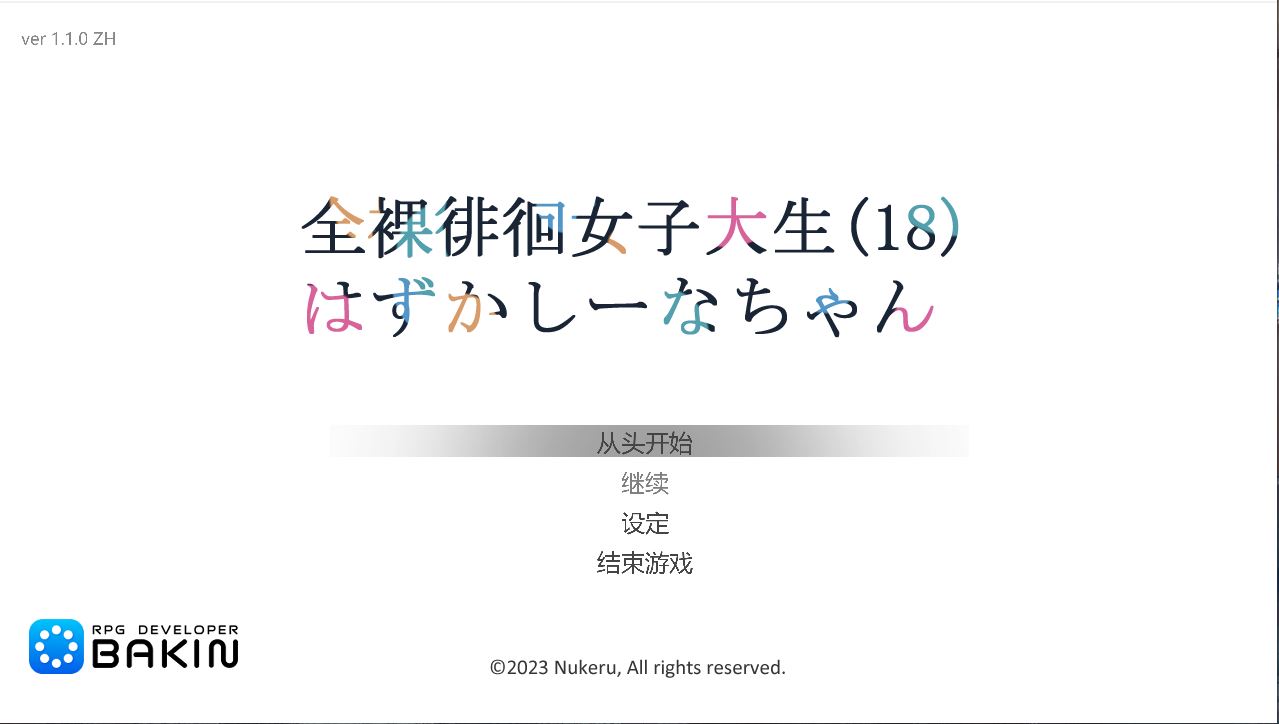 ver 1.1.0 ZH
全裸徘徊女子大生(18)
はずかしーなちゃん
从头开始
继续
设定
结束游戏
RPG DEVELOPER
BAKIN
©2023 Nukeru, All rights reserved.